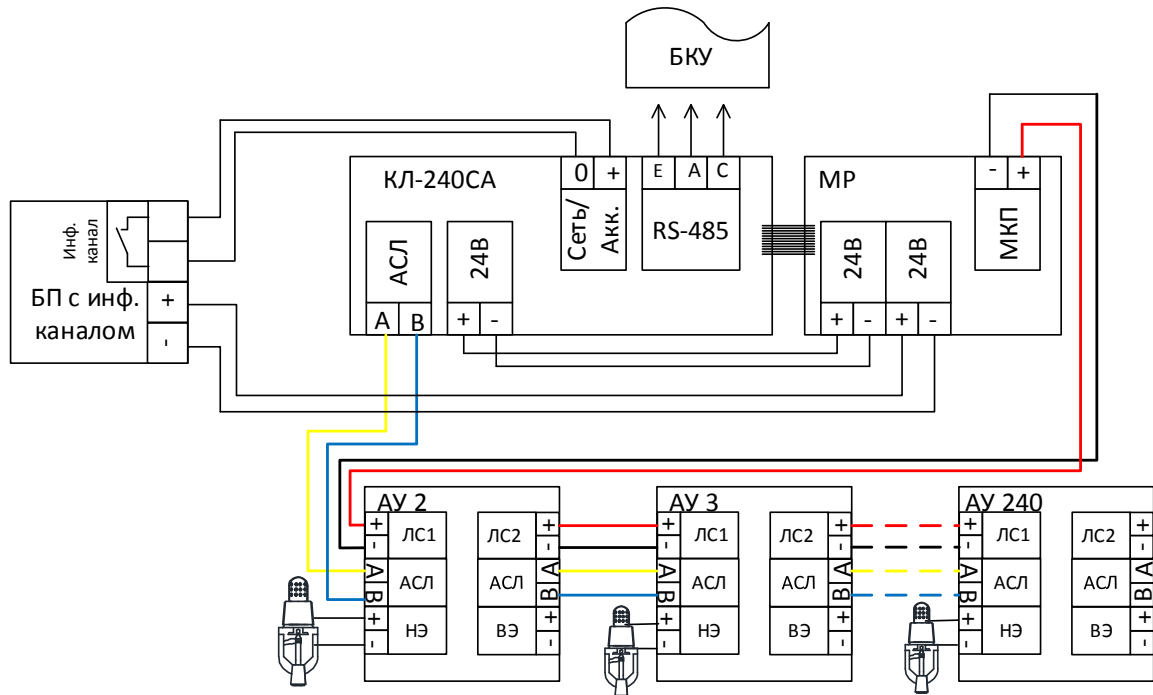 БКУ
КЛ-240СА
0 +
Сеть/
Акк.
E A C
RS-485
МР
- +
МКП
Инф.
канал
БП с инф.
каналом
+
-
АСЛ
A B
24В
+ -
24В 24В
+ - + -
АУ 2
+ ЛС1 ЛС2 +
- -
A АСЛ АСЛ A
B B
+ НЭ ВЭ +
- -
АУ 3
+ ЛС1 ЛС2 +
- -
A АСЛ АСЛ A
B B
+ НЭ ВЭ +
- -
АУ 240
+ ЛС1 ЛС2 +
- -
A АСЛ АСЛ A
B B
+ НЭ ВЭ +
- -